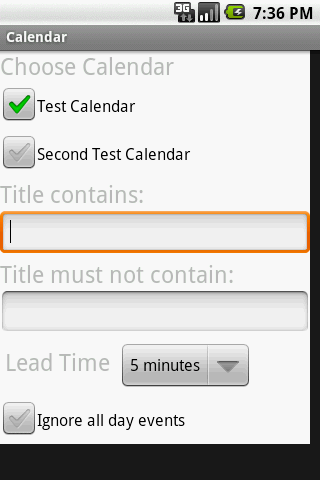 3G 7:36 PM
Calendar
Choose Calendar
Test Calendar
Second Test Calendar
Title contains:
Title must not contain:
Lead Time 5 minutes
Ignore all day events